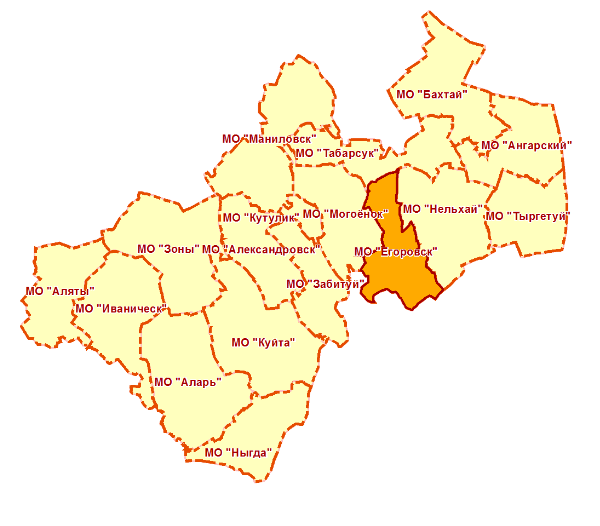 МО "Бахтай"
МО "Маниловск"
МО "Табарсук"
МО "Ангарский"
МО "Кутулик"
МО "Могоёнок"
МО "Нельхай"
МО "Тыргетуй"
МО "Зоны"
МО "Александровск"
МО "Егоровск"
МО "Аляты"
МО "Забитуй"
МО "Иваническ"
МО "Куйта"
МО "Аларь"
МО "Ныгда"